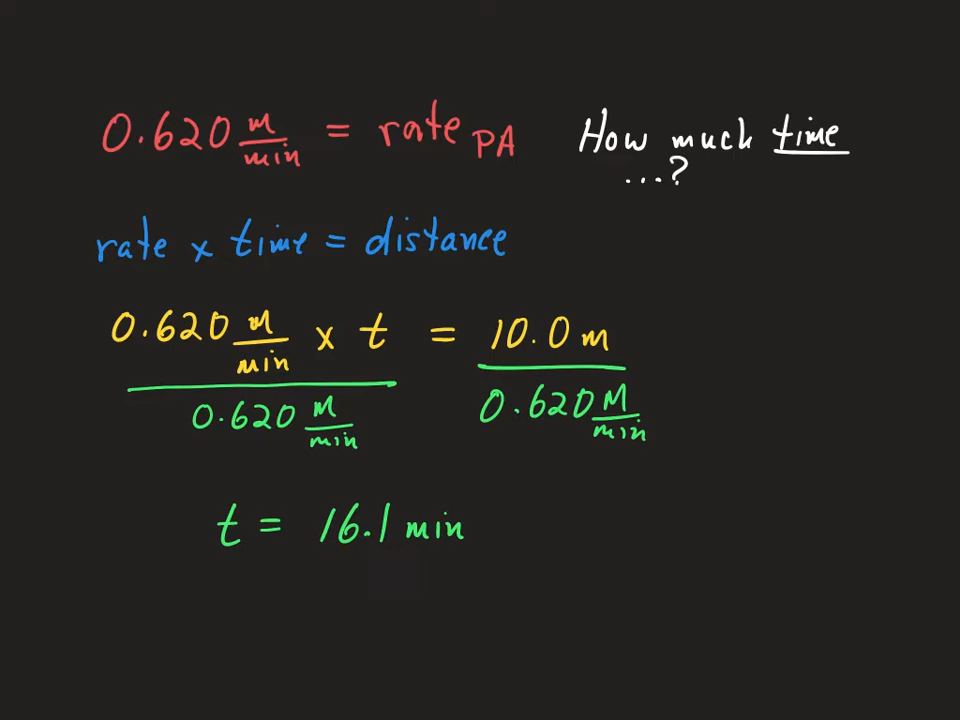 0.620 m/min = rate PA
How much time
...?
rate x time = distance
0.620 m/min x t = 10.0 m
0.620 m/min 0.620 M/min
t = 16.1 min